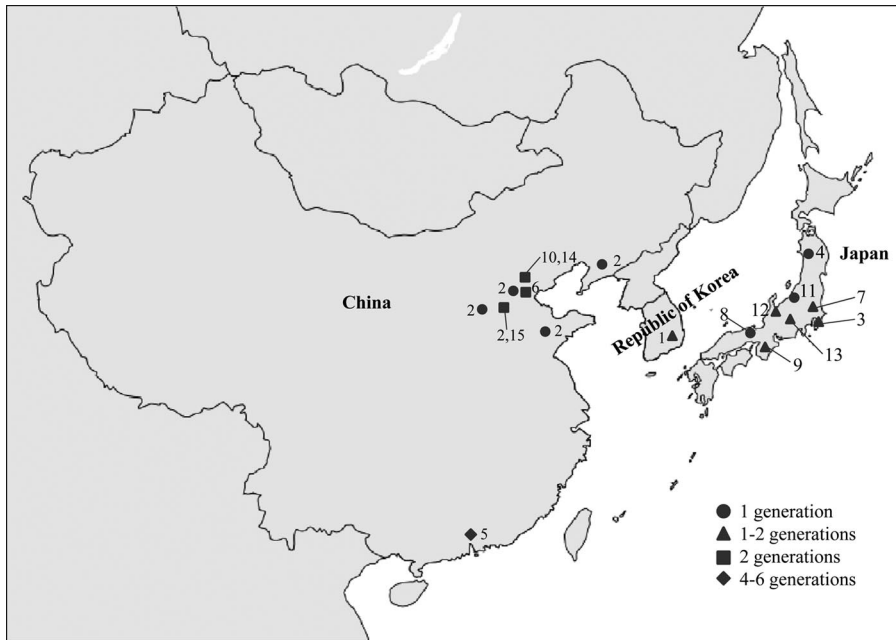 10,14
2
4
Japan
2
6
11
7
China
2
12
3
Republic of Korea
8
2,15
2
1
13
9
5
1 generation
1-2 generations
2 generations
4-6 generations